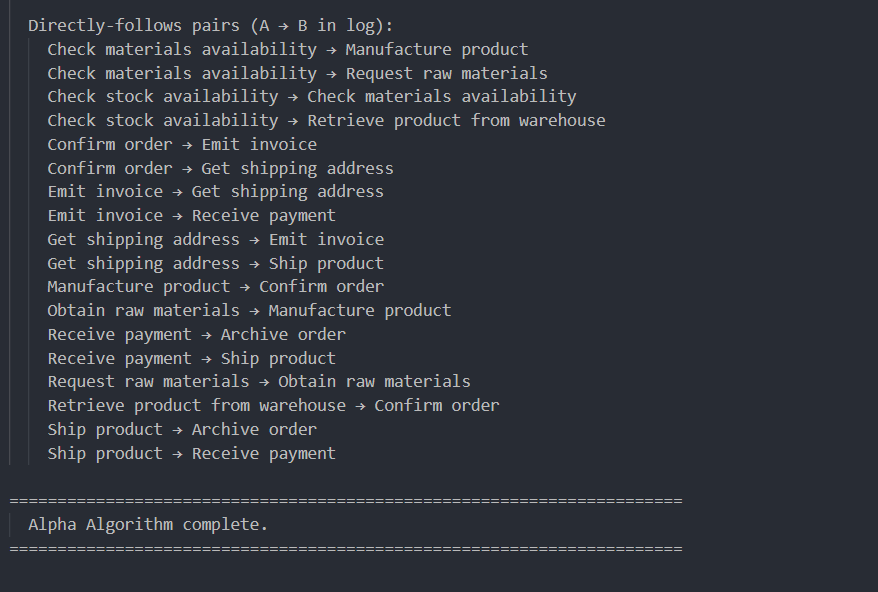 Directly-follows pairs (A → B in log):
Check materials availability → Manufacture product
Check materials availability → Request raw materials
Check stock availability → Check materials availability
Check stock availability → Retrieve product from warehouse
Confirm order → Emit invoice
Confirm order → Get shipping address
Emit invoice → Get shipping address
Emit invoice → Receive payment
Get shipping address → Emit invoice
Get shipping address → Ship product
Manufacture product → Confirm order
Obtain raw materials → Manufacture product
Receive payment → Archive order
Receive payment → Ship product
Request raw materials → Obtain raw materials
Retrieve product from warehouse → Confirm order
Ship product → Archive order
Ship product → Receive payment
======================================================================
Alpha Algorithm complete.
======================================================================